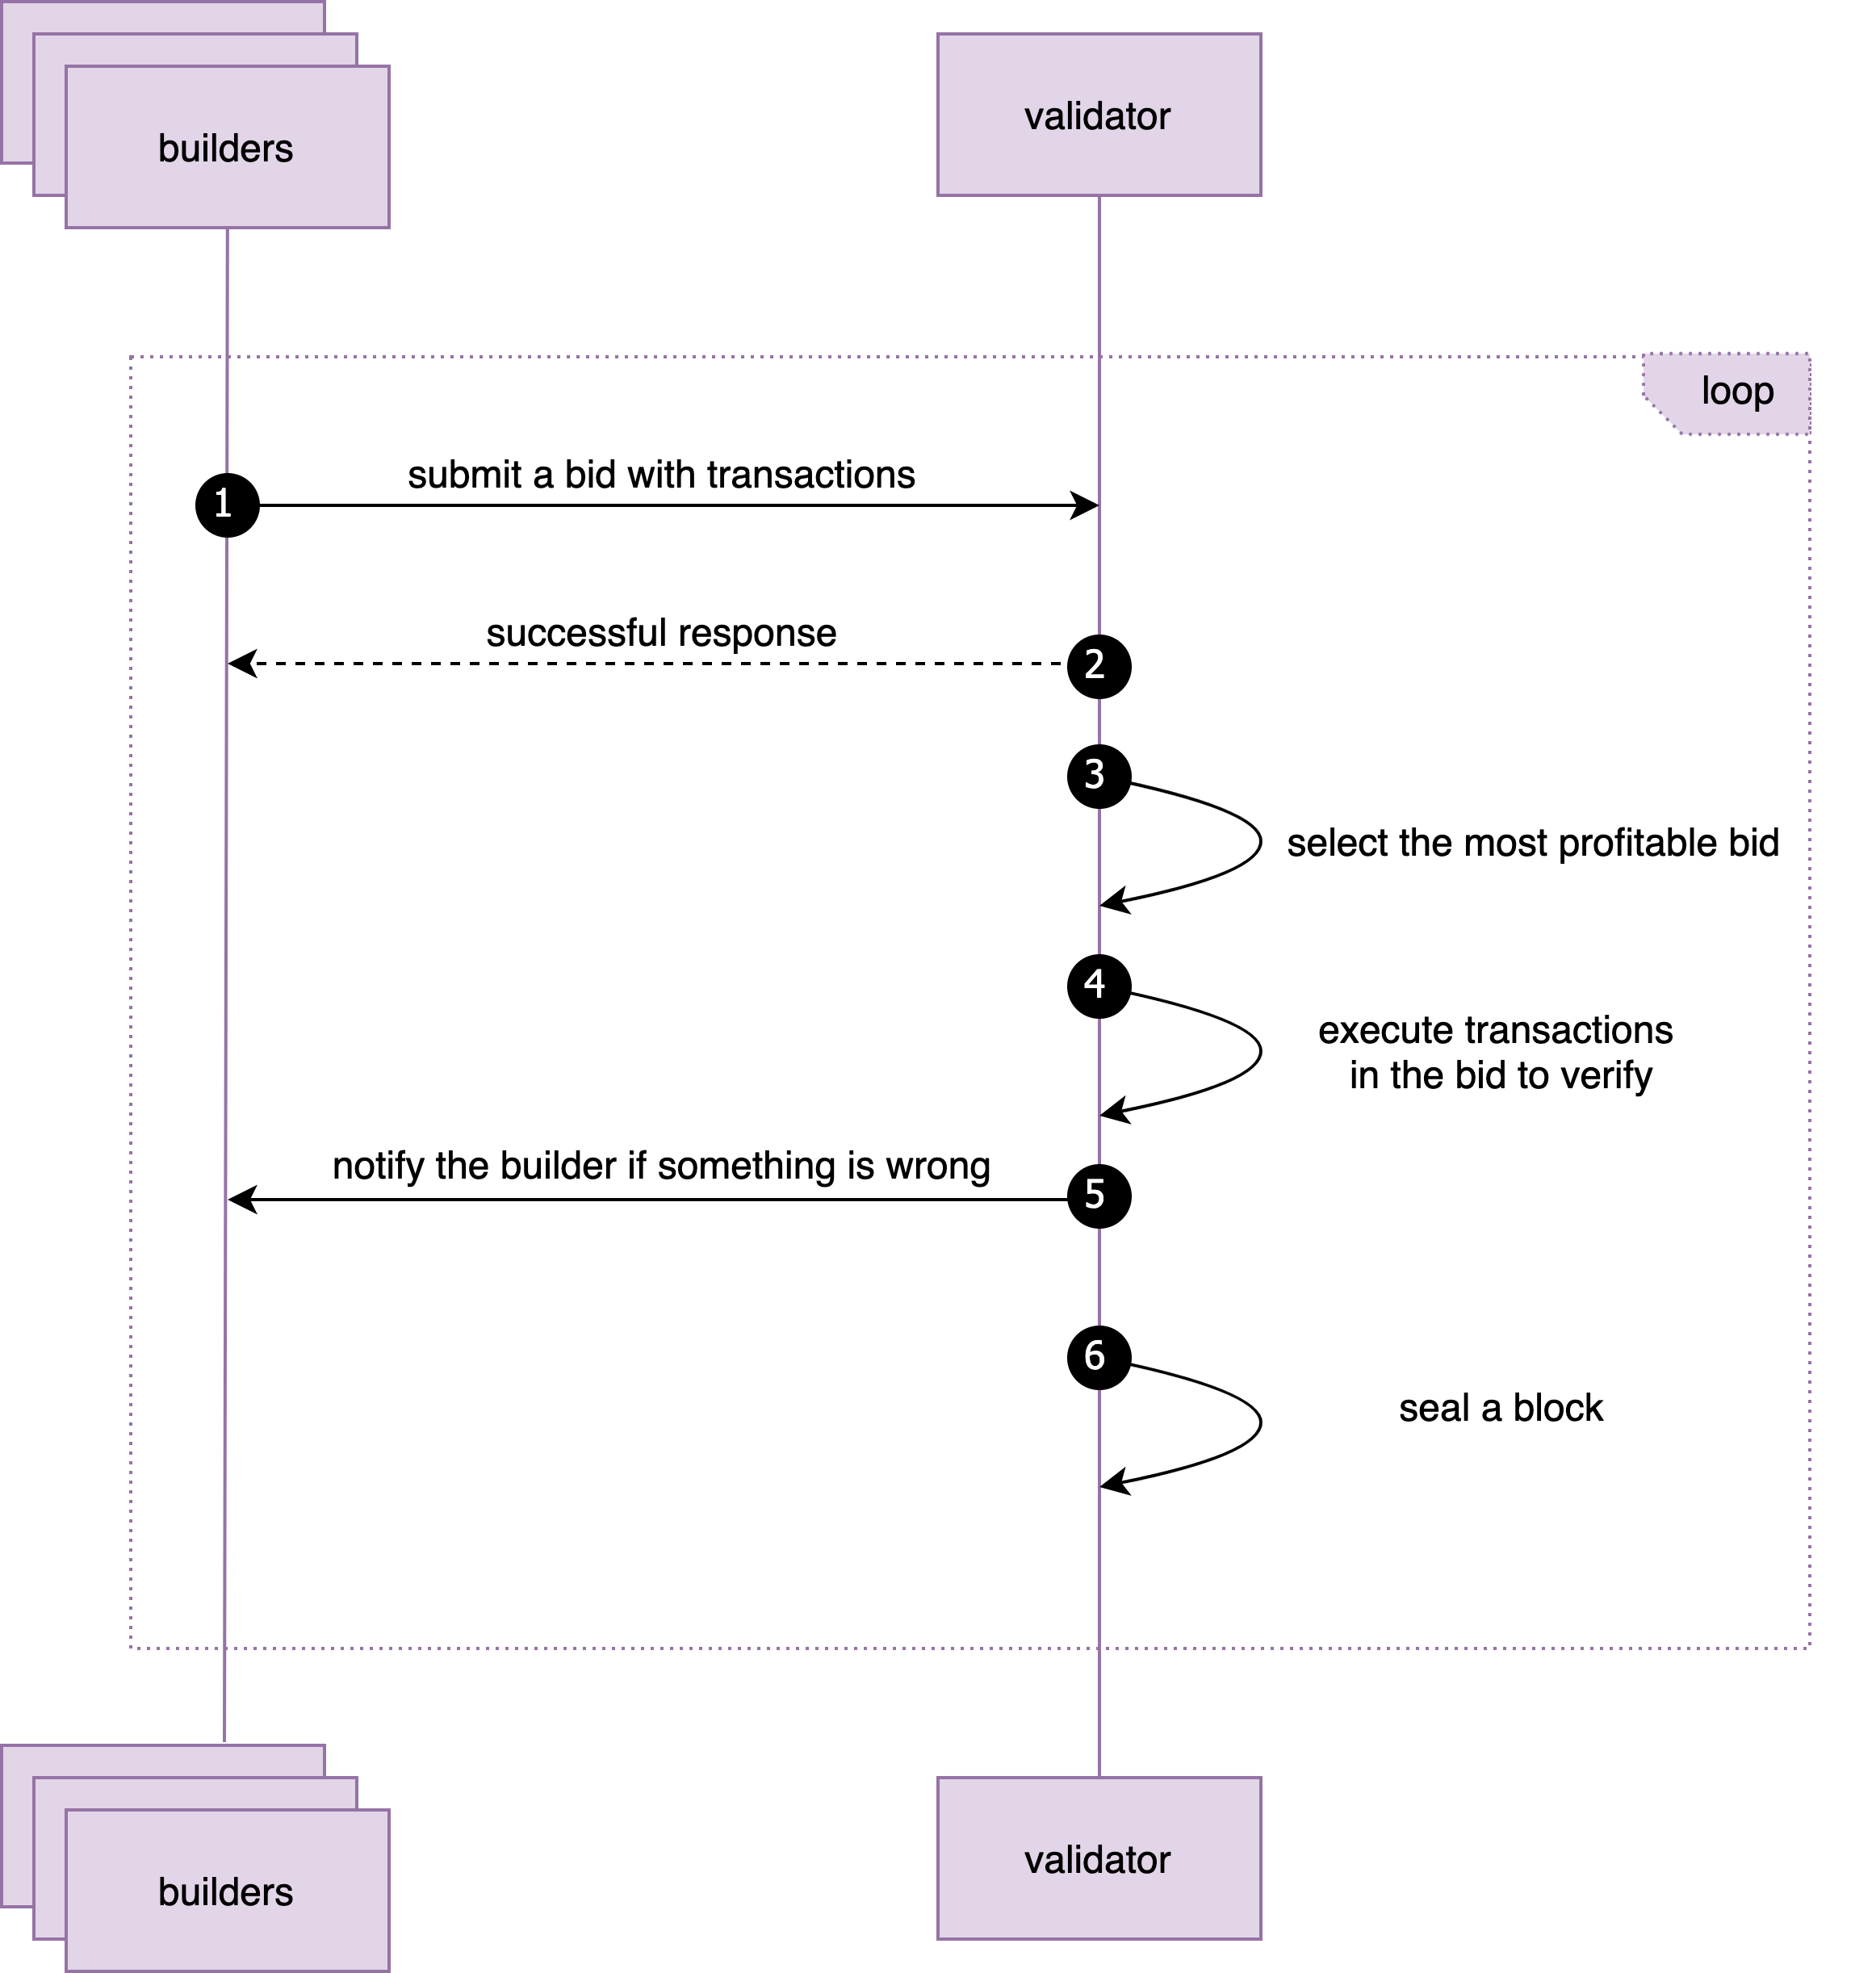 builders
validator
loop
submit a bid with transactions
1
successful response
2
3
select the most profitable bid
4
execute transactions
in the bid to verify
notify the builder if something is wrong
5
6
seal a block
builders
validator